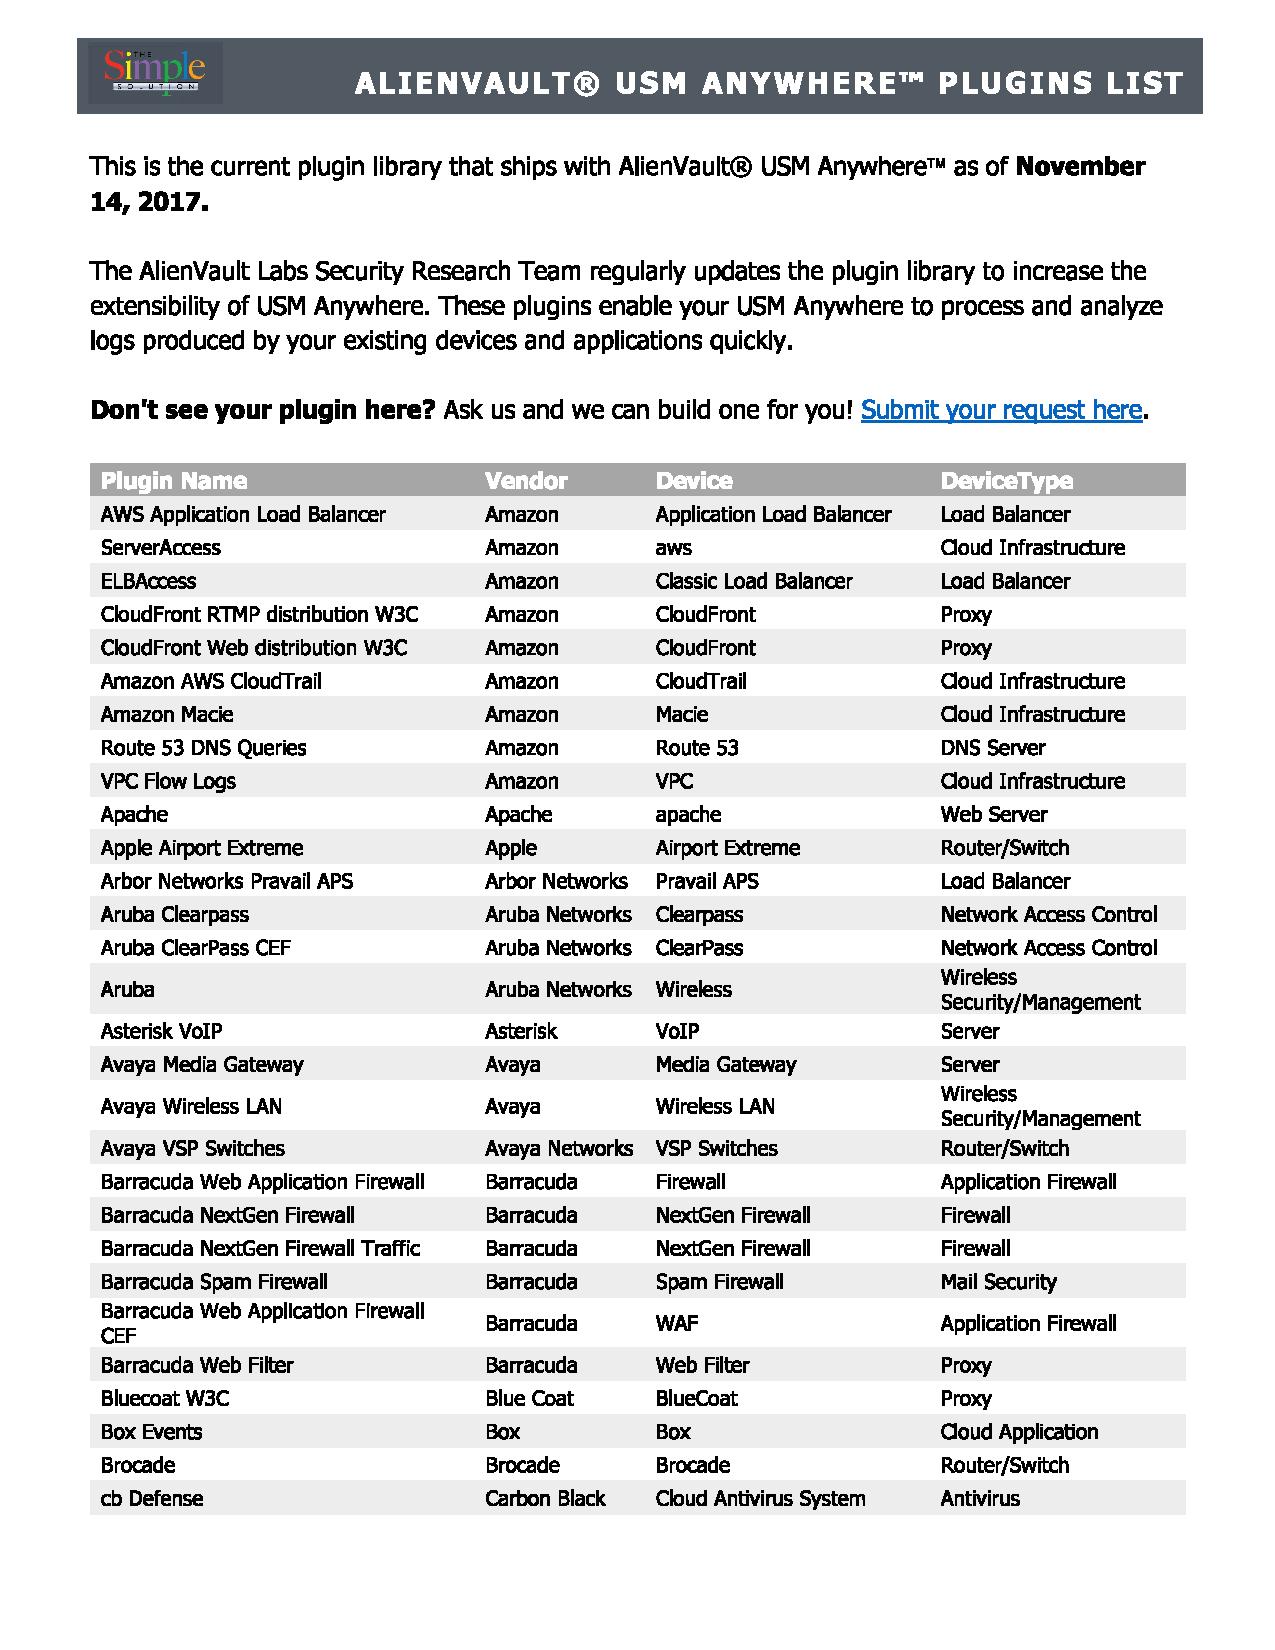 THE
Simple
SOLUTION
ALIENVAULT® USM ANYWHERE™ PLUGINS LIST
This is the current plugin library that ships with AlienVault® USM Anywhere™ as of November
14, 2017.
The AlienVault Labs Security Research Team regularly updates the plugin library to increase the
extensibility of USM Anywhere. These plugins enable your USM Anywhere to process and analyze
logs produced by your existing devices and applications quickly.
Don't see your plugin here? Ask us and we can build one for you! Submit your request here.
Plugin Name Vendor Device DeviceType
AWS Application Load Balancer Amazon Application Load Balancer Load Balancer
ServerAccess Amazon aws Cloud Infrastructure
ELBAccess Amazon Classic Load Balancer Load Balancer
CloudFront RTMP distribution W3C Amazon CloudFront Proxy
CloudFront Web distribution W3C Amazon CloudFront Proxy
Amazon AWS CloudTrail Amazon CloudTrail Cloud Infrastructure
Amazon Macie Amazon Macie Cloud Infrastructure
Route 53 DNS Queries Amazon Route 53 DNS Server
VPC Flow Logs Amazon VPC Cloud Infrastructure
Apache Apache apache Web Server
Apple Airport Extreme Apple Airport Extreme Router/Switch
Arbor Networks Pravail APS Arbor Networks Pravail APS Load Balancer
Aruba Clearpass Aruba Networks Clearpass Network Access Control
Aruba ClearPass CEF Aruba Networks ClearPass Network Access Control
Aruba Aruba Networks Wireless Wireless
Security/Management
Asterisk VoIP Asterisk VoIP Server
Avaya Media Gateway Avaya Media Gateway Server
Avaya Wireless LAN Avaya Wireless LAN Wireless
Security/Management
Avaya VSP Switches Avaya Networks VSP Switches Router/Switch
Barracuda Web Application Firewall Barracuda Firewall Application Firewall
Barracuda NextGen Firewall Barracuda NextGen Firewall Firewall
Barracuda NextGen Firewall Traffic Barracuda NextGen Firewall Firewall
Barracuda Spam Firewall Barracuda Spam Firewall Mail Security
Barracuda Web Application Firewall
CEF Barracuda WAF Application Firewall
Barracuda Web Filter Barracuda Web Filter Proxy
Bluecoat W3C Blue Coat BlueCoat Proxy
Box Events Box Box Cloud Application
Brocade Brocade Brocade Router/Switch
cb Defense Carbon Black Cloud Antivirus System Antivirus